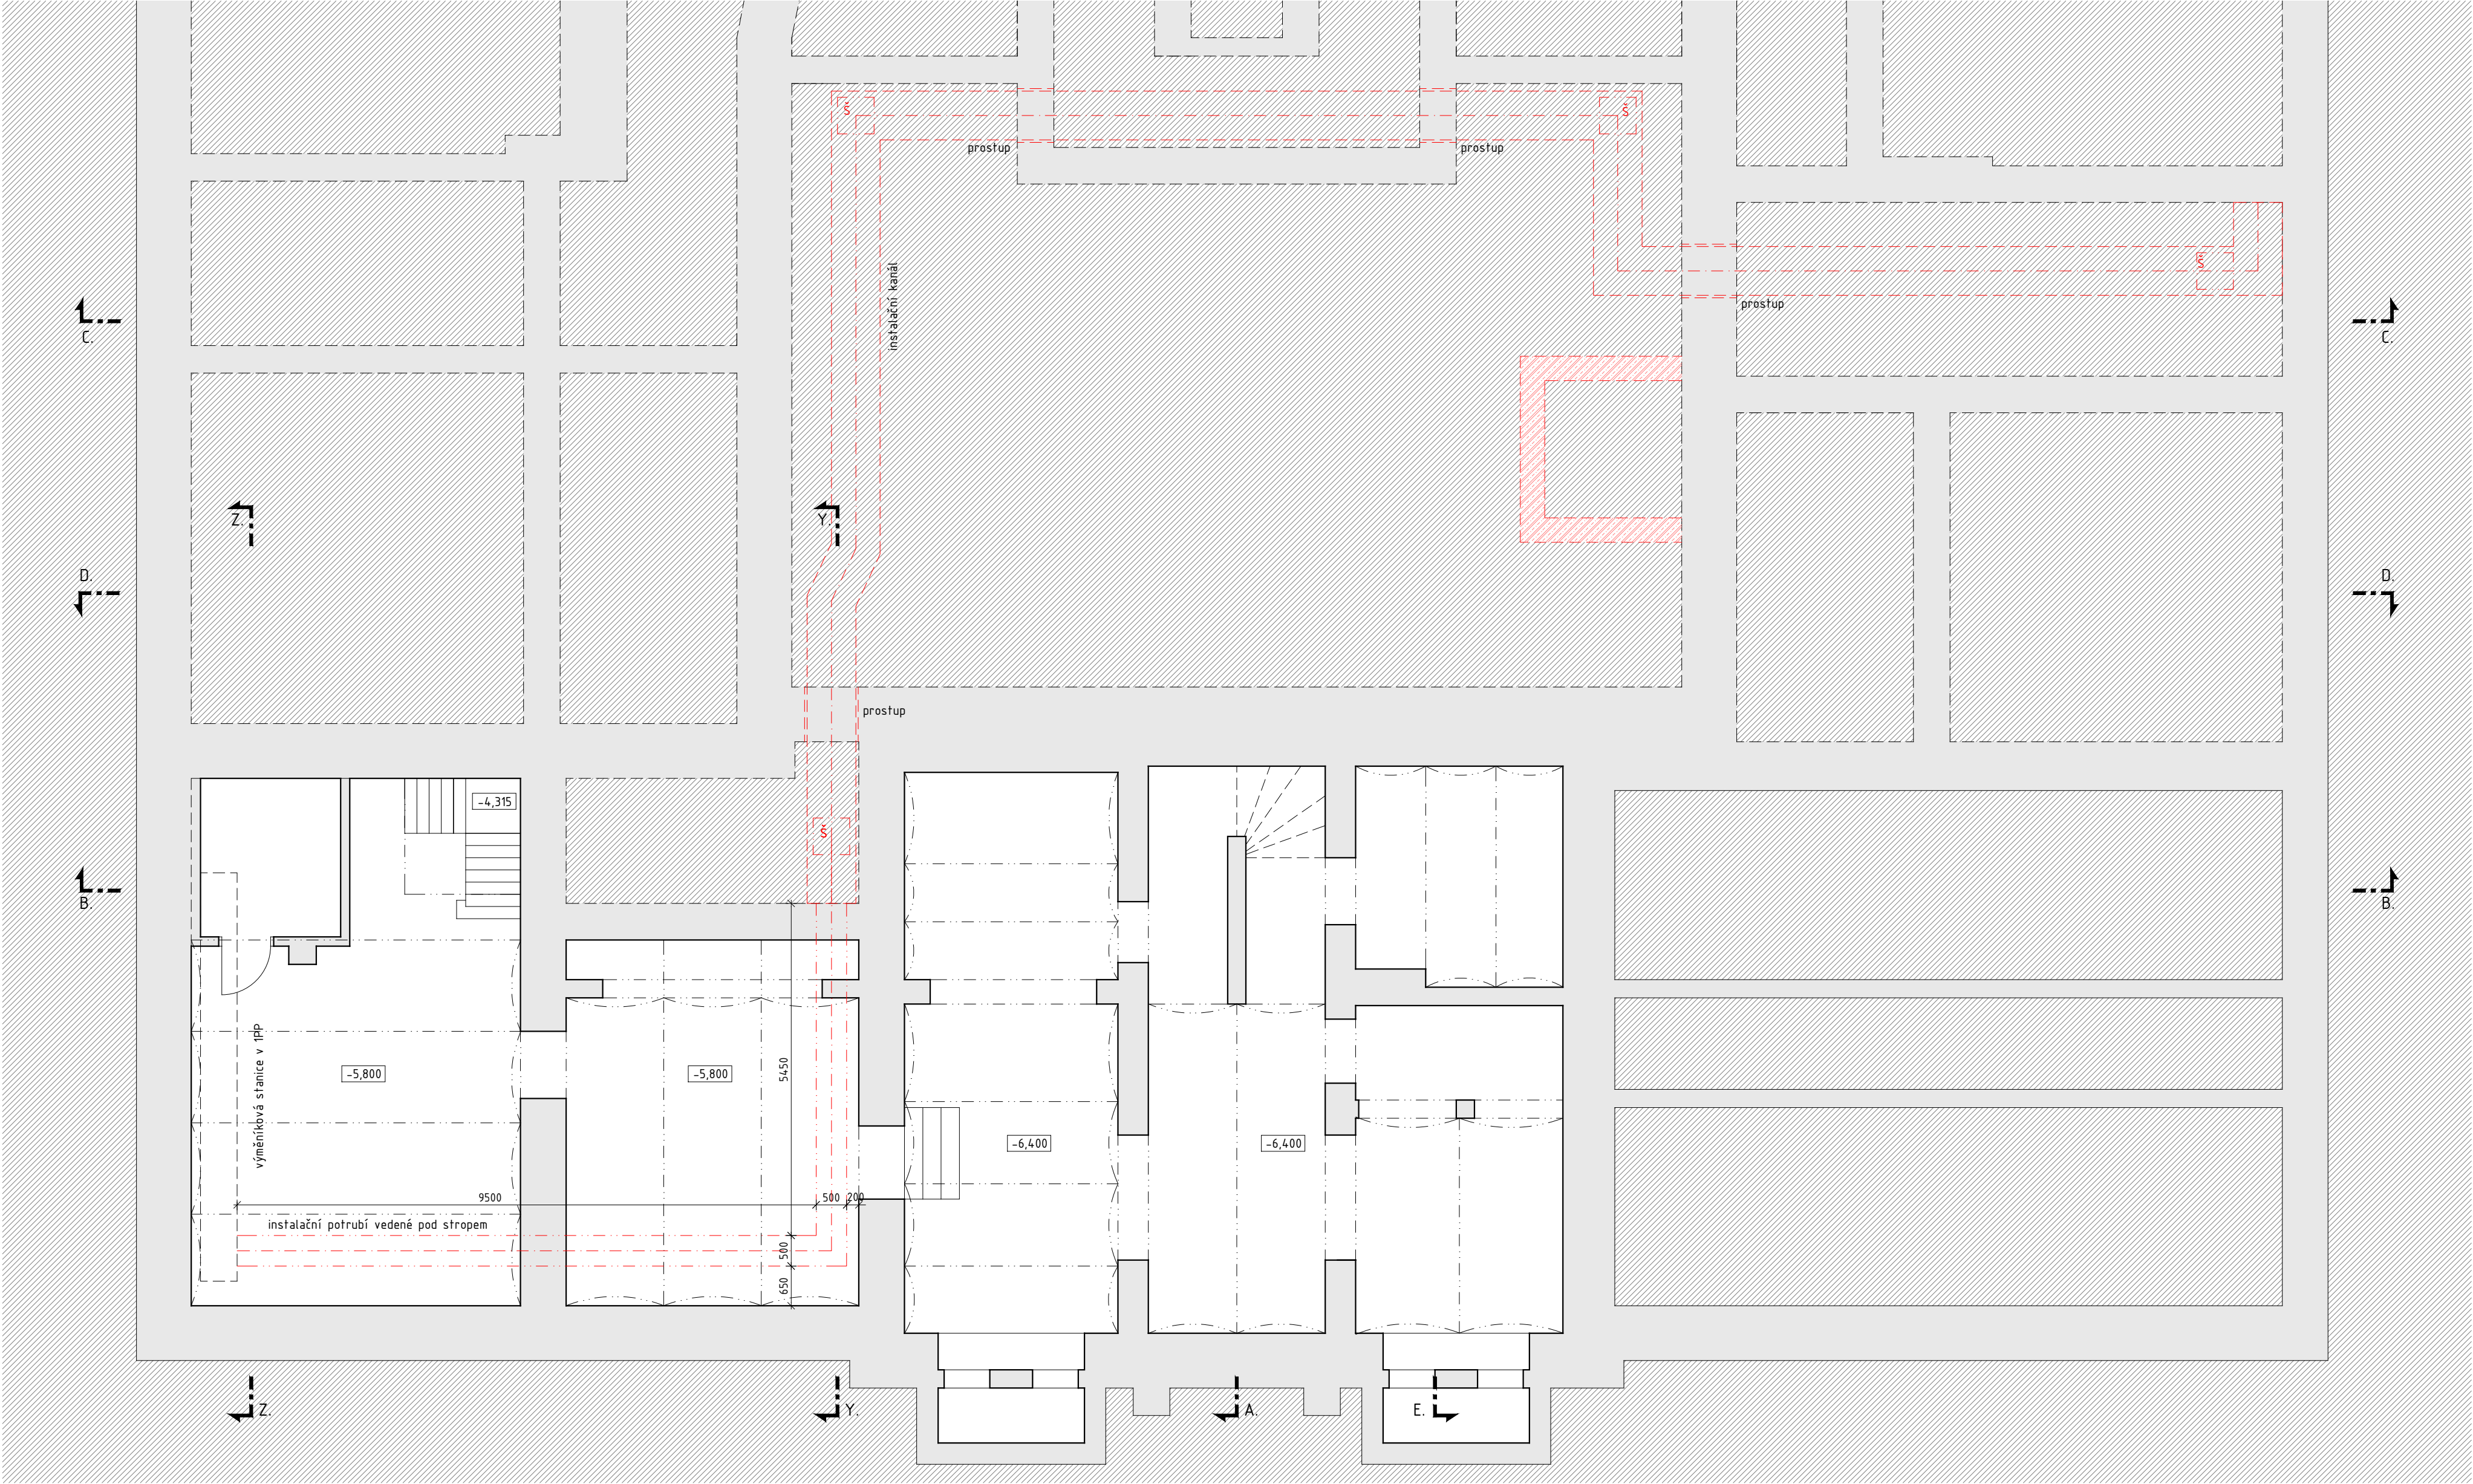 Š
Š
prostup
prostup
instalační kanál
Š
prostup
C.
C.
Z.
Y.
D.
D.
prostup
-4,315
Š
B.
B.
výměníková stanice v 1PP
-5,800
-5,800
5450
-6,400
-6,400
9500
500
200
instalační potrubí vedené pod stropem
500
650
Z.
Y.
A.
E.